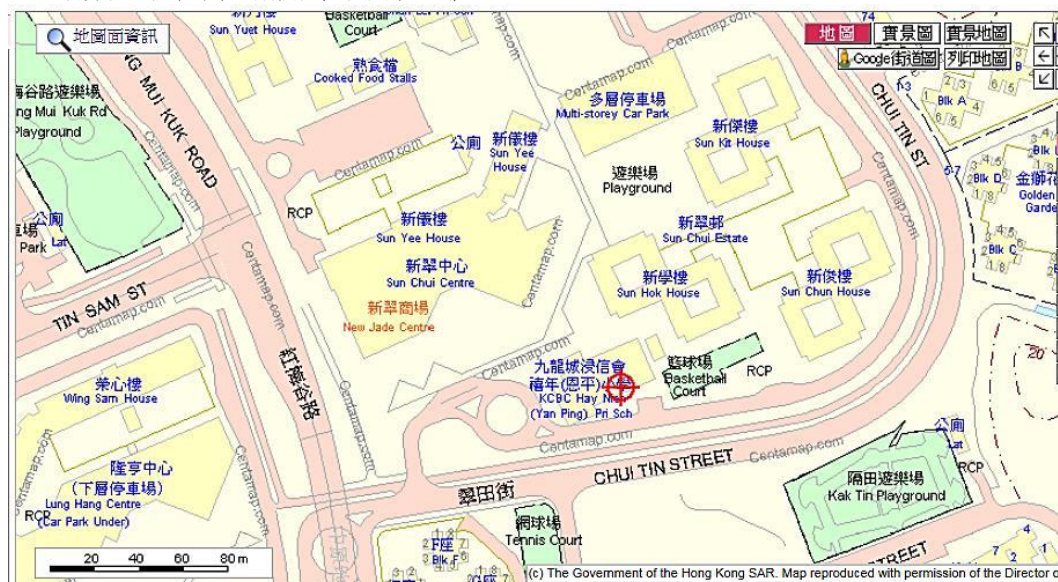 地圖面資訊
Sun Yuet House
Basketball
Court
熟食檔
Cooked Food Stalls
多層停車場
Multi-storey Car Park
地圖
實景圖
實景地圖
Google街道圖
列印地圖
74
1-3
Blk A
CHUI TIN ST
5-7
Blk D
Blk C
金獅花
Golden
Garde
新傑樓
Sun Kit House
遊樂場
Playground
公廁
新儀樓
Sun Yee
House
梅谷路遊樂場
ng Mui Kuk Rd
Playground
NG MUI KUK ROAD
公廁
Lat
Park
RCP
新儀樓
Sun Yee House
新翠中心
Sun Chui Centre
新翠商場
New Jade Centre
新翠邨
Sun Chui Estate
新學樓
Sun Hok House
新俊樓
Sun Chun House
TIN SAM ST
紅梅谷路
九龍城浸信會
禧年(恩平)小
KCBC Hay Ni
(Yan Ping) Pri Sch
籃球場
Basketball
Court
RCP
20
榮心樓
Wing Sam House
隆亨中心
(下層停車場)
Lung Hang Centre
(Car Park Under)
RCP
翠田街
CHUI TIN STREET
公廁
Lat
RCP
隔田遊樂場
Kak Tin Playground
網球場
Tennis Court
F座
Blk F
G座
STREET
20 40 60 80 m
Centamap.com
(c) The Government of the Hong Kong SAR. Map reproduced with permission of the Director o